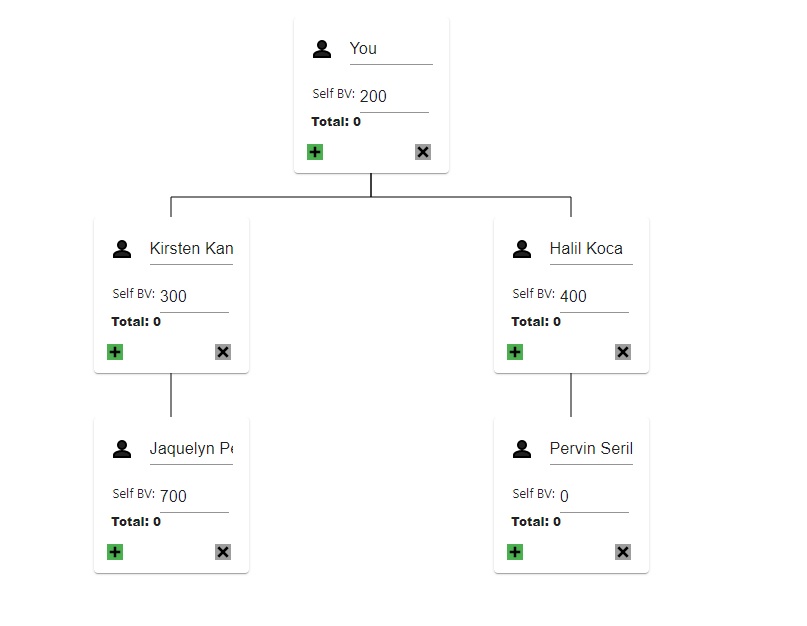 You
Self BV: 200
Total: 0
Kirsten Kan
Self BV: 300
Total: 0
Halil Koca
Self BV: 400
Total: 0
Jaquelyn Pe
Self BV: 700
Total: 0
Pervin Seril
Self BV: 0
Total: 0